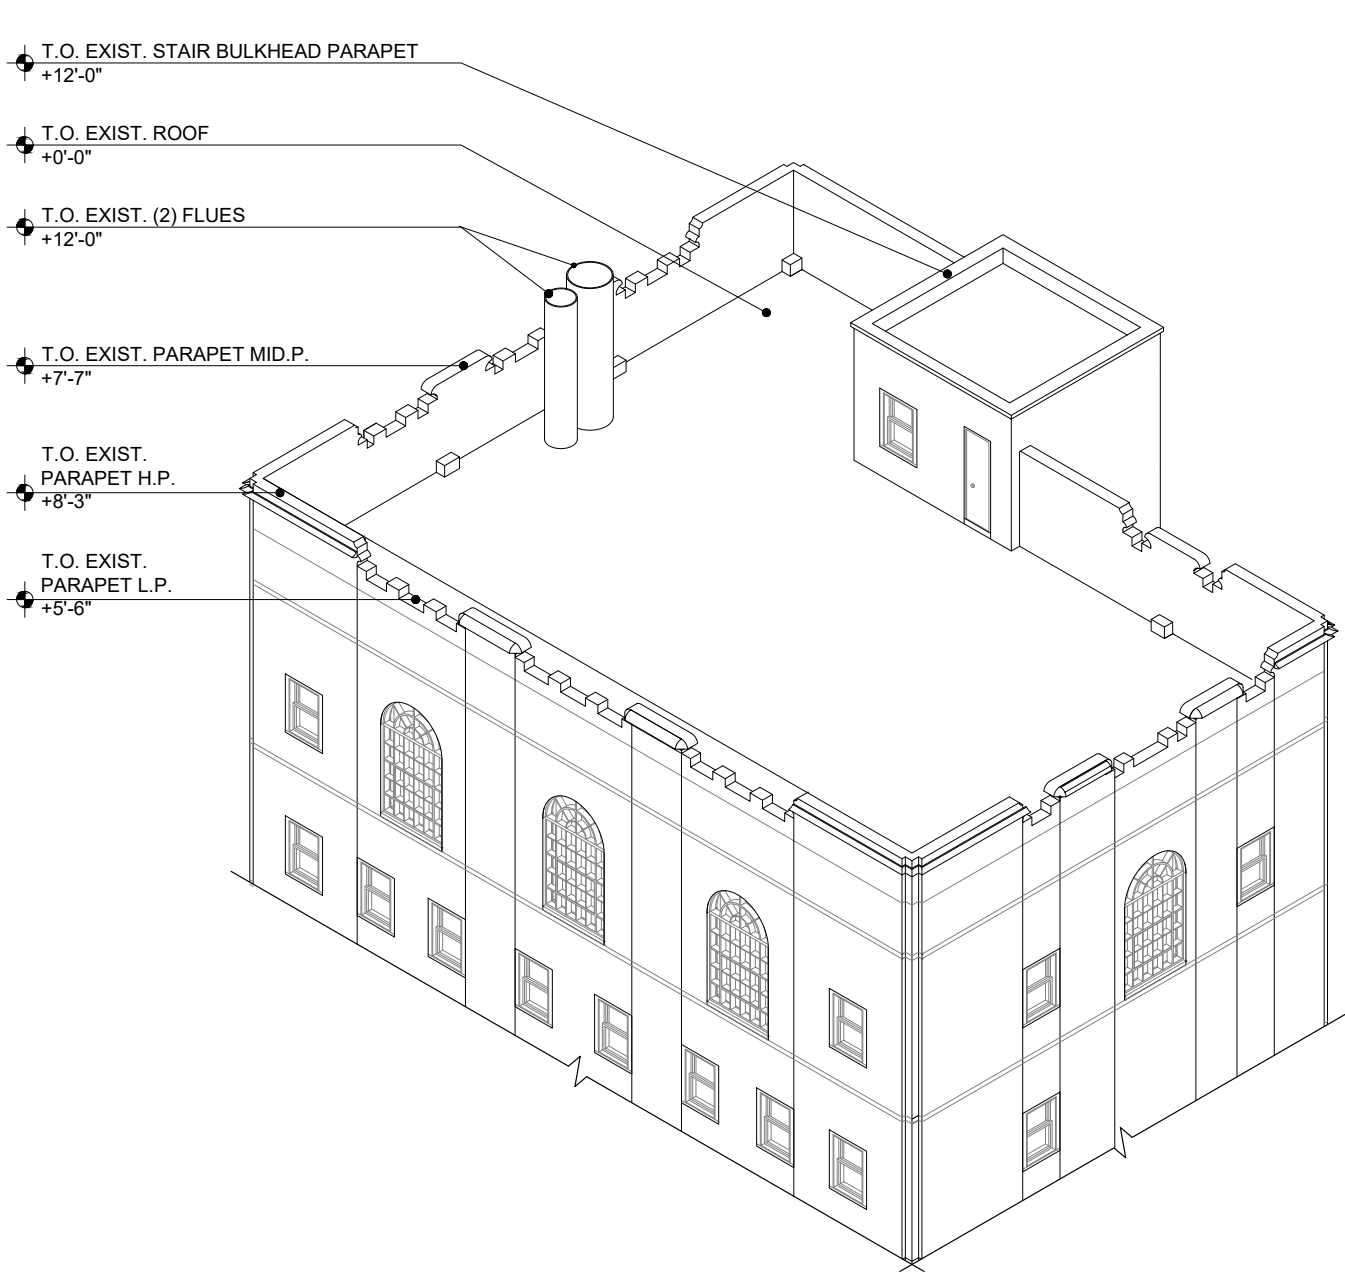 T.O. EXIST. STAIR BULKHEAD PARAPET
+12'-0"
T.O. EXIST. ROOF
+0'-0"
T.O. EXIST. (2) FLUES
+12'-0"
T.O. EXIST. PARAPET MID.P.
+7'-7"
T.O. EXIST.
PARAPET H.P.
+8'-3"
T.O. EXIST.
PARAPET L.P.
+5'-6"